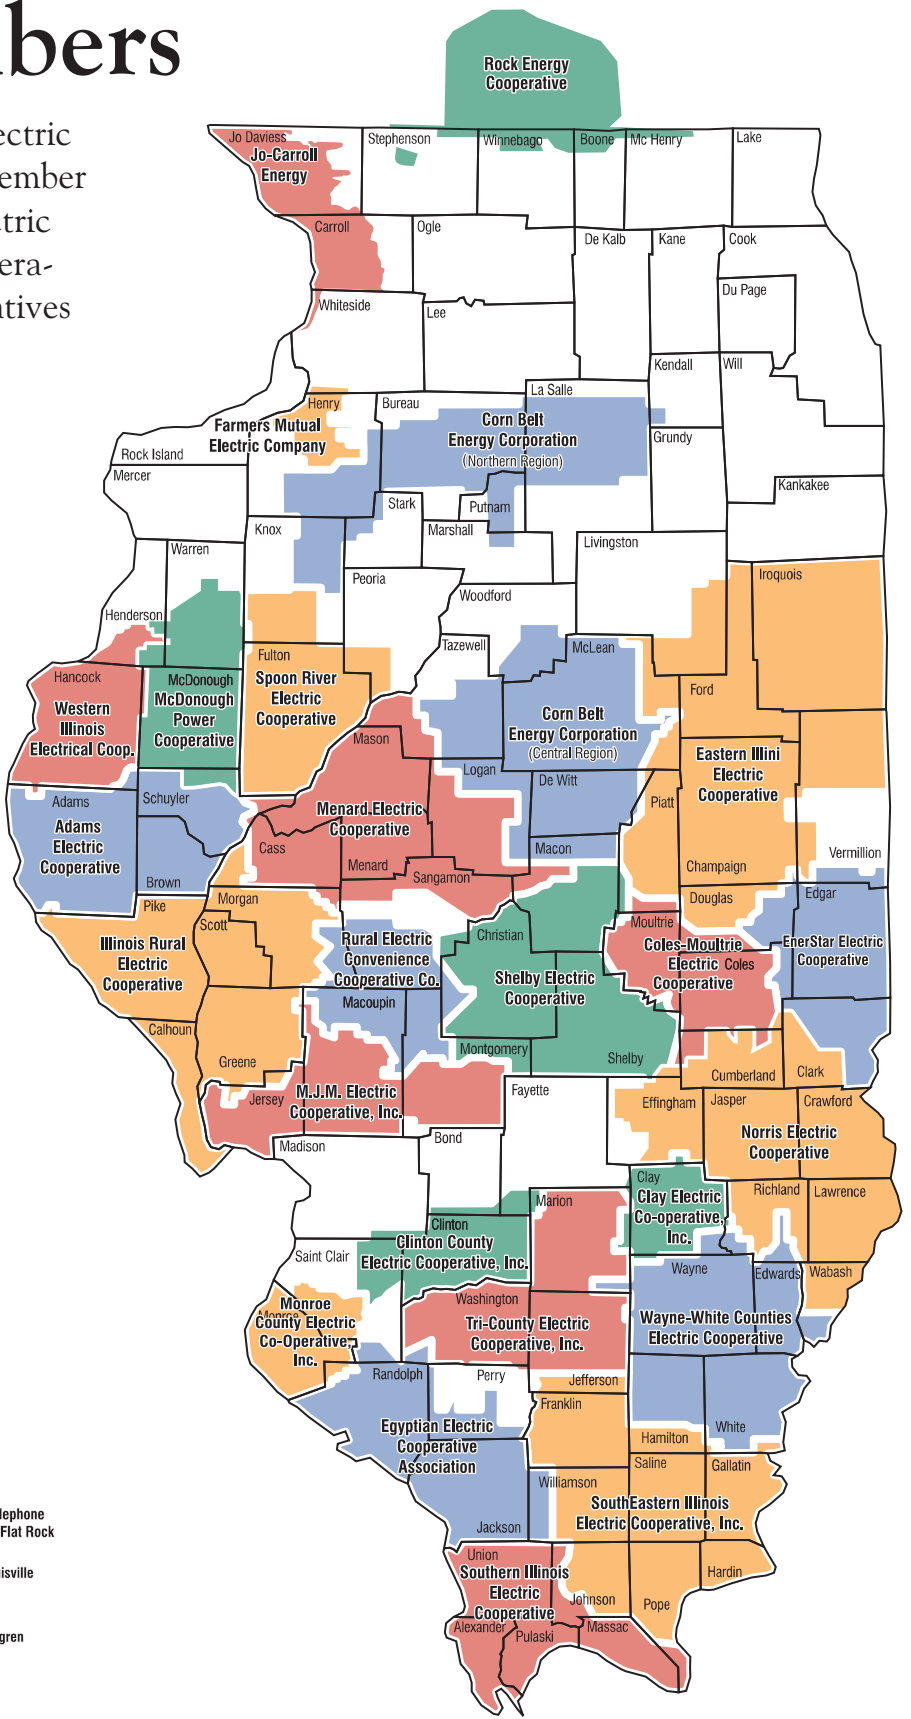 bers
ectric
ember
tric
era-
tives
Rock Energy
Cooperative
Jo Daviess
Stephenson
Winnebago
Boone
Mc Henry
Lake
Jo-Carroll
Energy
Carroll
Ogle
De Kalb
Kane
Cook
Du Page
Whiteside
Lee
Kendall
Will
La Salle
Henry
Bureau
Farmers Mutual
Electric Company
Corn Belt
Energy Corporation
(Northern Region)
Rock Island
Grundy
Mercer
Kankakee
Stark
Putnam
Knox
Marshall
Livingston
Warren
Peoria
Iroquois
Woodford
Henderson
Tazewell
McLean
Fulton
Hancock
McDonough
Ford
Spoon River
Electric
Cooperative
McDonough
Power
Cooperative
Western
Illinois
Electrical Coop.
Corn Belt
Energy Corporation
(Central Region)
Mason
Eastern Illini
Electric
Cooperative
Logan
De Witt
Adams
Schuyler
Piatt
Menard Electric
Cooperative
Adams
Electric
Cooperative
Cass
Macon
Vermillion
Menard
Champaign
Sangamon
Brown
Edgar
Pike
Morgan
Douglas
Scott
Moultrie
Christian
Illinois Rural
Electric
Cooperative
Rural Electric
Convenience
Cooperative Co.
Coles-Moultrie
Electric
Cooperative
Coles
EnerStar Electric
Cooperative
Shelby Electric
Cooperative
Macoupin
Calhoun
Montgomery
Shelby
Greene
Cumberland
Clark
Jersey
M.J.M. Electric
Cooperative, Inc.
Fayette
Effingham
Jasper
Crawford
Norris Electric
Cooperative
Madison
Bond
Clay
Richland
Lawrence
Marion
Clay Electric
Co-operative,
Inc.
Clinton
Clinton County
Electric Cooperative, Inc.
Saint Clair
Wayne
Edwards
Wabash
Washington
Monroe
Monroe
County Electric
Co-Operative,
Inc.
Tri-County Electric
Cooperative, Inc.
Wayne-White Counties
Electric Cooperative
Randolph
Perry
Jefferson
Franklin
Egyptian Electric
Cooperative
Association
White
Hamilton
Saline
Gallatin
Williamson
SouthEastern Illinois
Electric Cooperative, Inc.
lephone
Flat Rock
Jackson
Union
Southern Illinois
Electric
Cooperative
isville
Hardin
Johnson
Pope
Alexander
Pulaski
Massac
gren